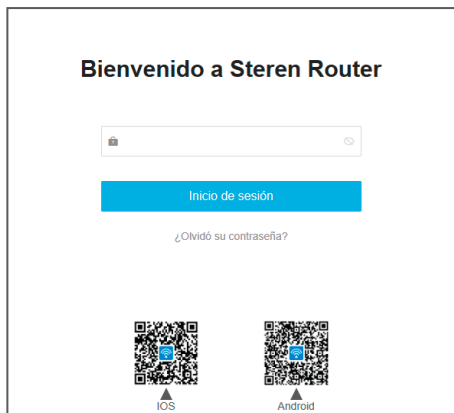 Bienvenido a Steren Router
Inicio de sesión
¿Olvidó su contraseña?
IOS
Android